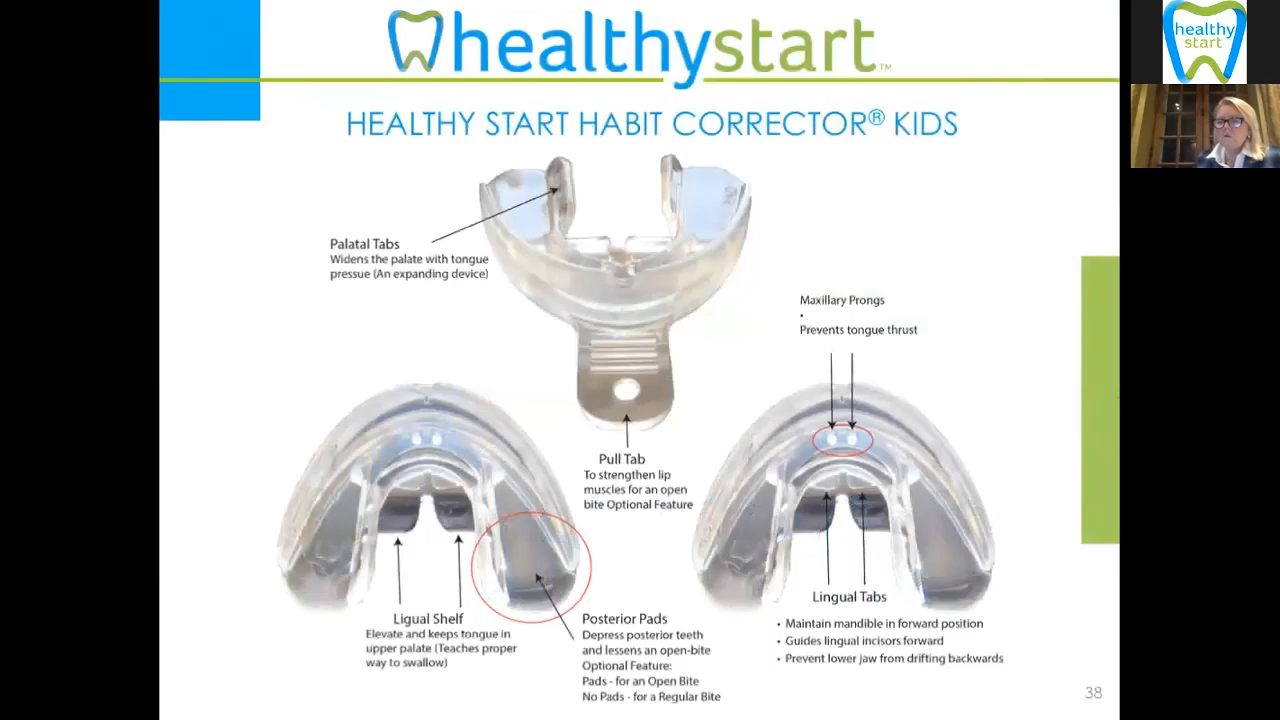 healthystart™
healthy
start
HEALTHY START HABIT CORRECTOR® KIDS
Palatal Tabs
Widens the palate with tongue
pressue (An expanding device)
Maxillary Prongs
•
Prevents tongue thrust
Pull Tab
To strengthen lip
muscles for an open
bite Optional Feature
Ligual Shelf
Elevate and keeps tongue in
upper palate (Teaches proper
way to swallow)
Posterior Pads
Depress posterior teeth
and lessens an open-bite
Optional Feature:
Pads - for an Open Bite
No Pads - for a Regular Bite
Lingual Tabs
• Maintain mandible in forward position
• Guides lingual incisors forward
• Prevent lower jaw from drifting backwards
38